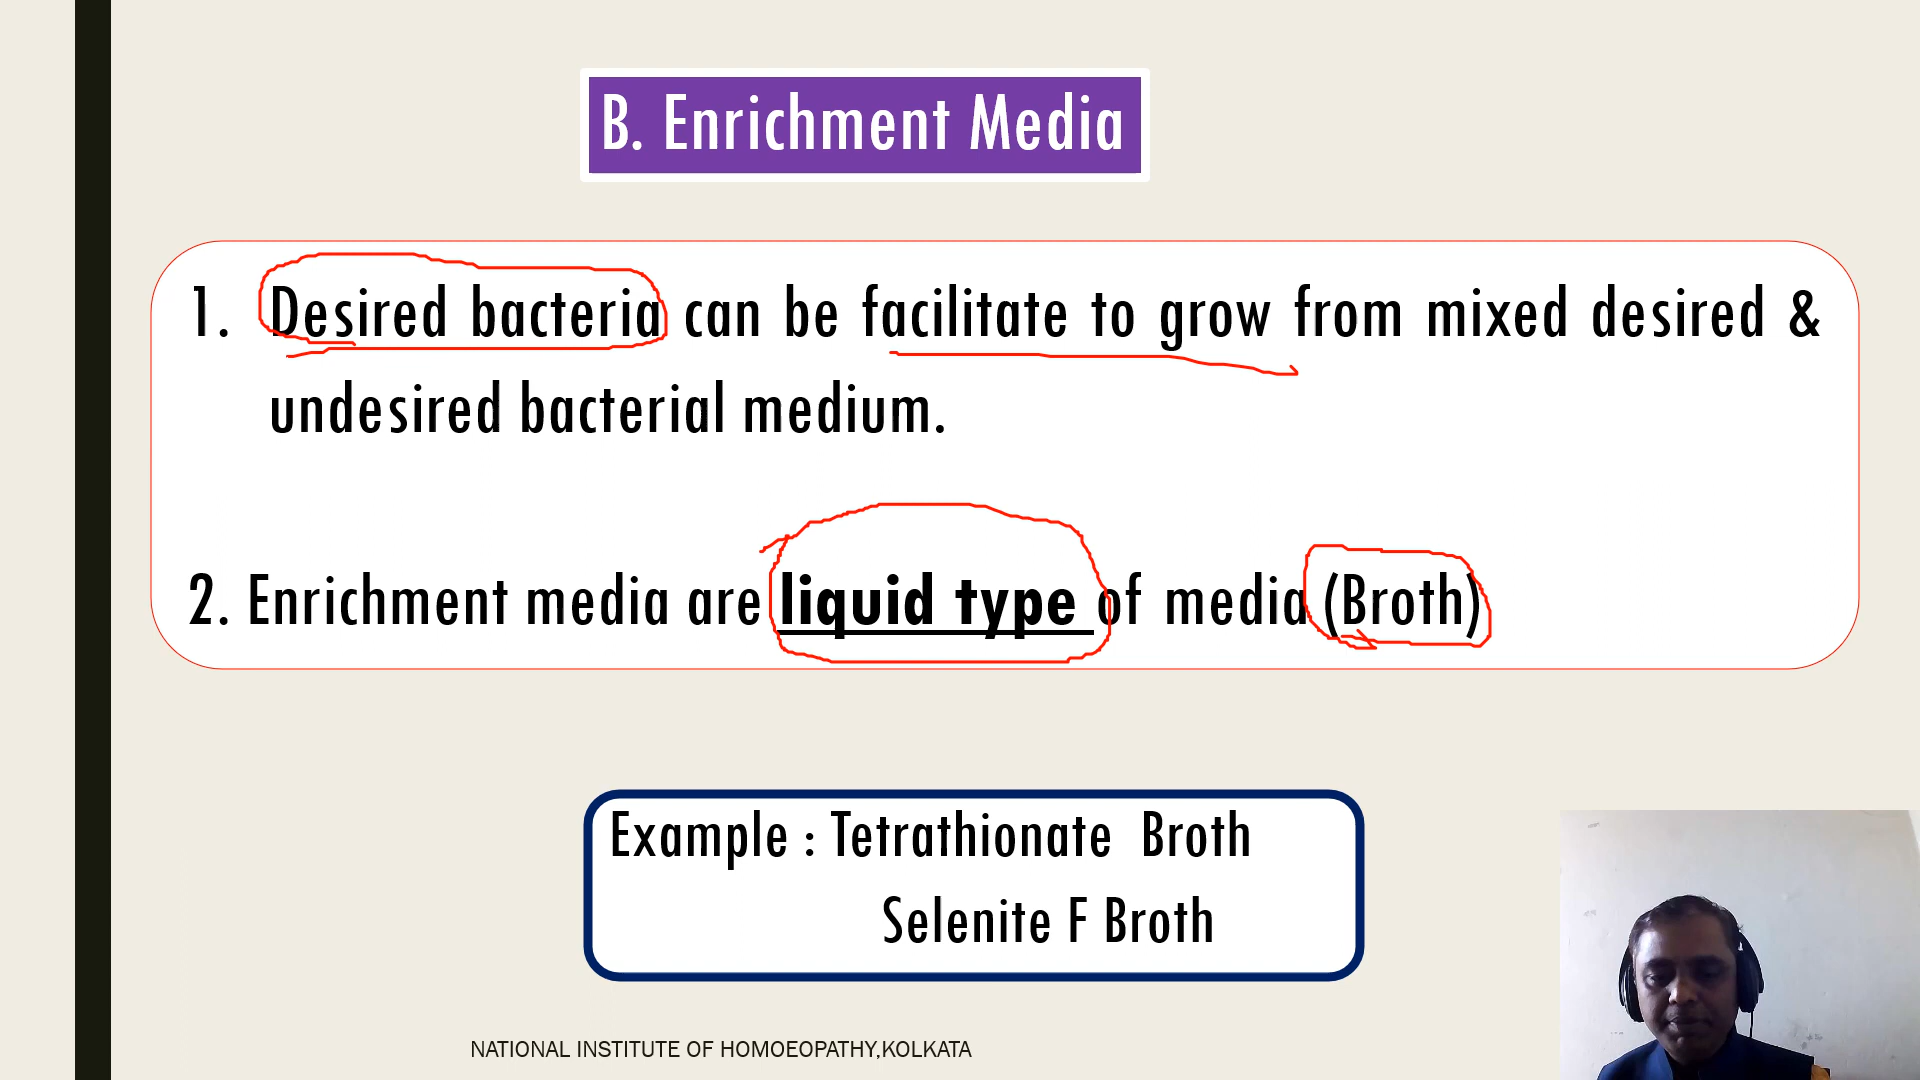 B. Enrichment Media
1. Desired bacteria can be facilitate to grow from mixed desired &
undesired bacterial medium.
2. Enrichment media are liquid type of media (Broth)
Example : Tetrathionate Broth
Selenite F Broth
NATIONAL INSTITUTE OF HOMOEOPATHY,KOLKATA